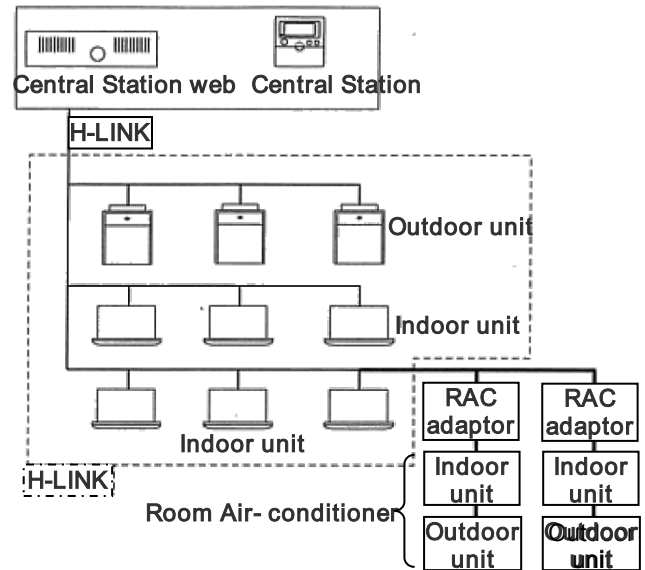 Central Station web Central Station
H-LINK
Outdoor unit
Indoor unit
RAC
adaptor
RAC
adaptor
Indoor unit
H-LINK
Indoor
unit
Indoor
unit
Room Air- conditioner
Outdoor
unit
Outdoor
unit